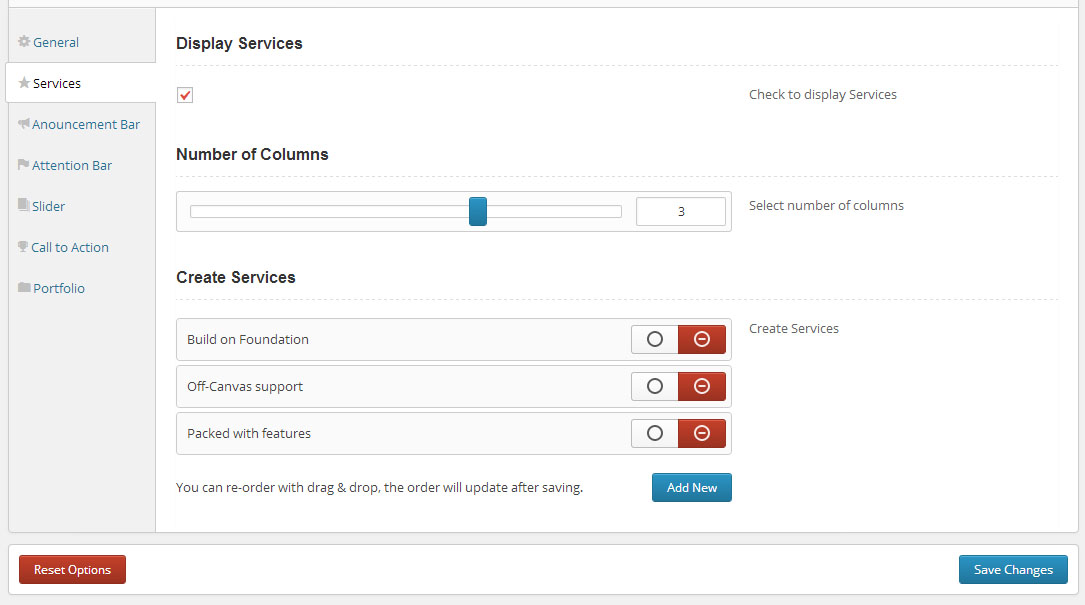 General
Services
Anouncement Bar
Attention Bar
Slider
Call to Action
Portfolio
Display Services
Check to display Services
Number of Columns
3
Select number of columns
Create Services
Build on Foundation
Create Services
Off-Canvas support
Packed with features
You can re-order with drag & drop, the order will update after saving.
Add New
Reset Options
Save Changes